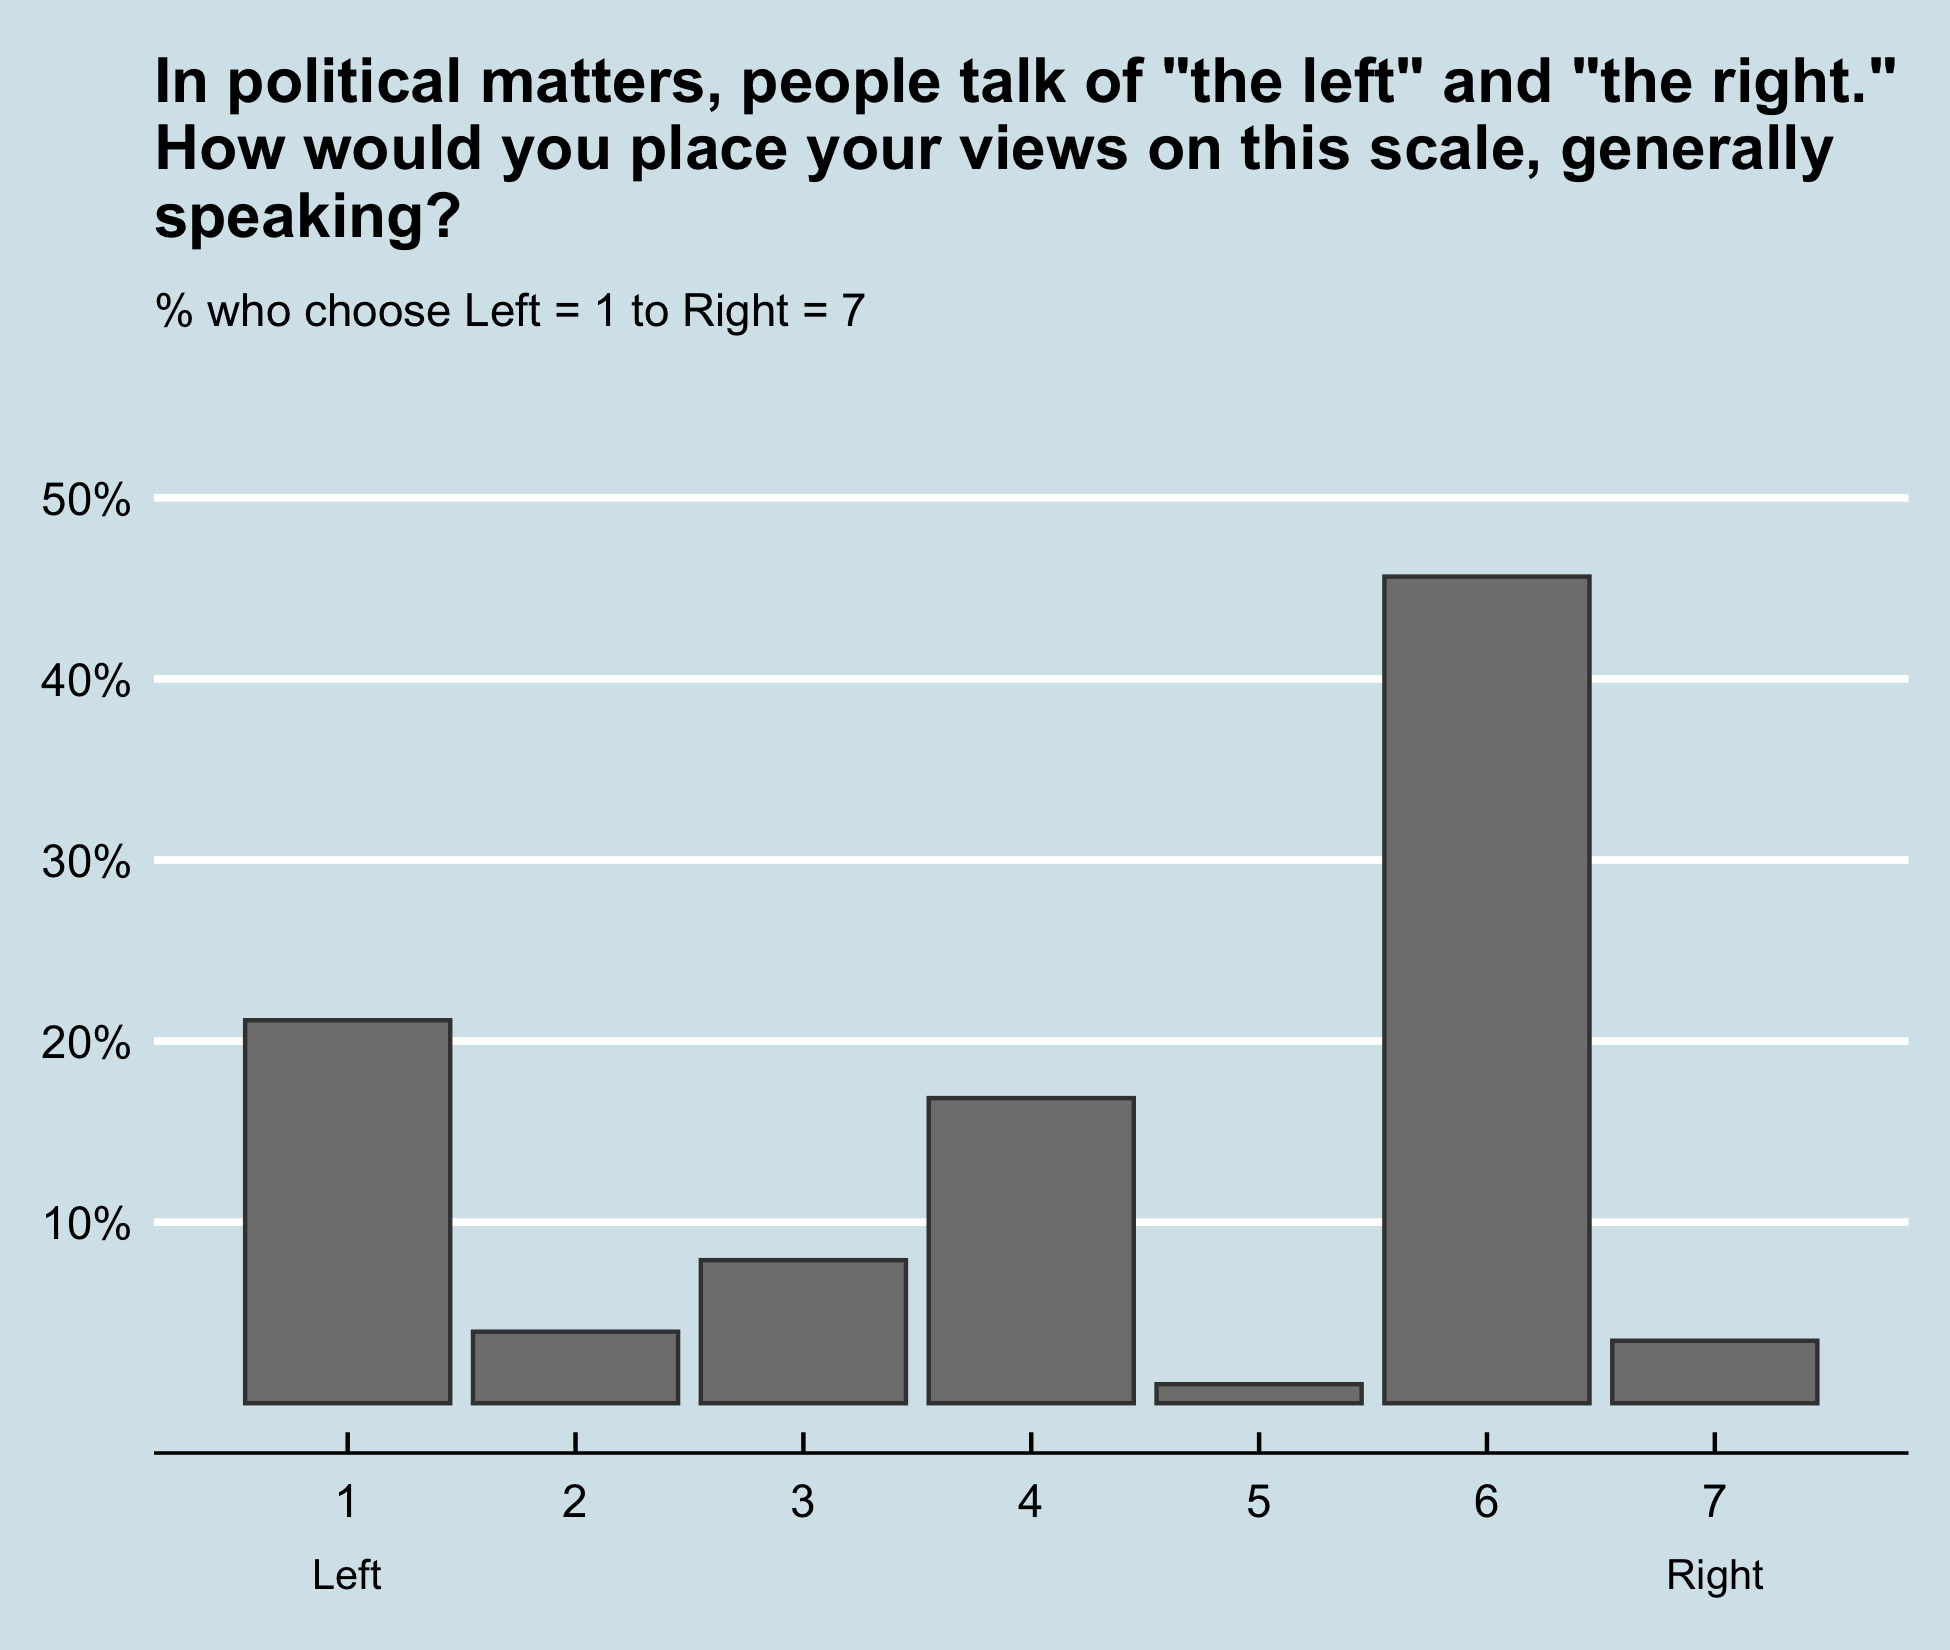 In political matters, people talk of "the left" and "the right."
How would you place your views on this scale, generally
speaking?
% who choose Left = 1 to Right = 7
50%
40%
30%
20%
10%
1 2 3 4 5 6 7
Left Right